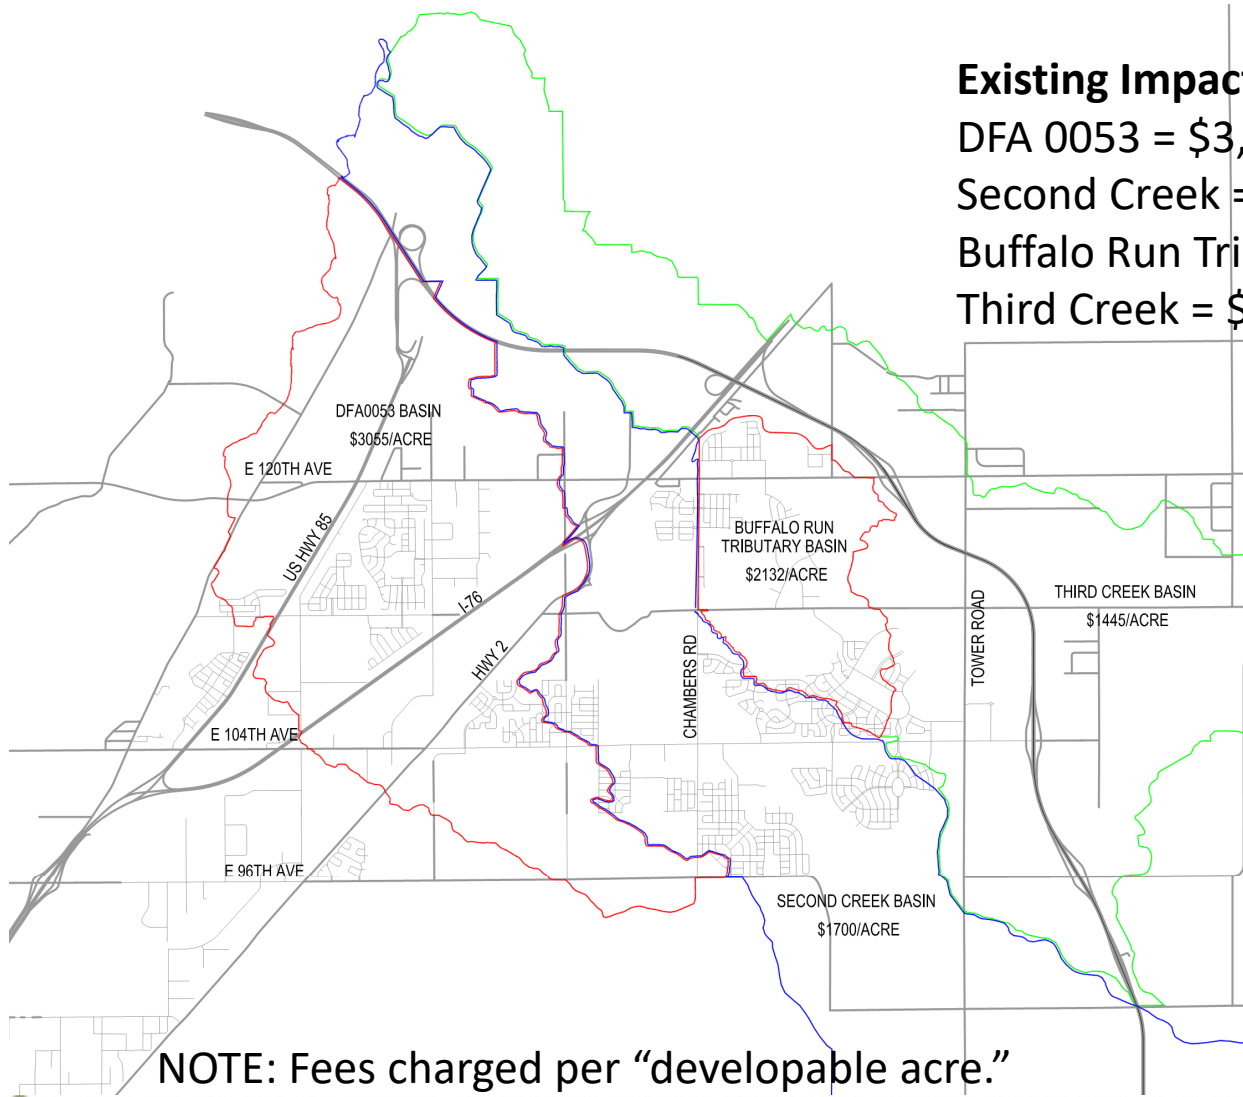 Existing Impact
DFA 0053 = $3,
Second Creek =
Buffalo Run Tri
Third Creek = $
DFA0053 BASIN
$3055/ACRE
E 120TH AVE
US HWY 85
I-76
HWY 2
BUFFALO RUN
TRIBUTARY BASIN
$2132/ACRE
THIRD CREEK BASIN
$1445/ACRE
TOWER ROAD
CHAMBERS RD
E 104TH AVE
E 96TH AVE
SECOND CREEK BASIN
$1700/ACRE
NOTE: Fees charged per “developable acre.”